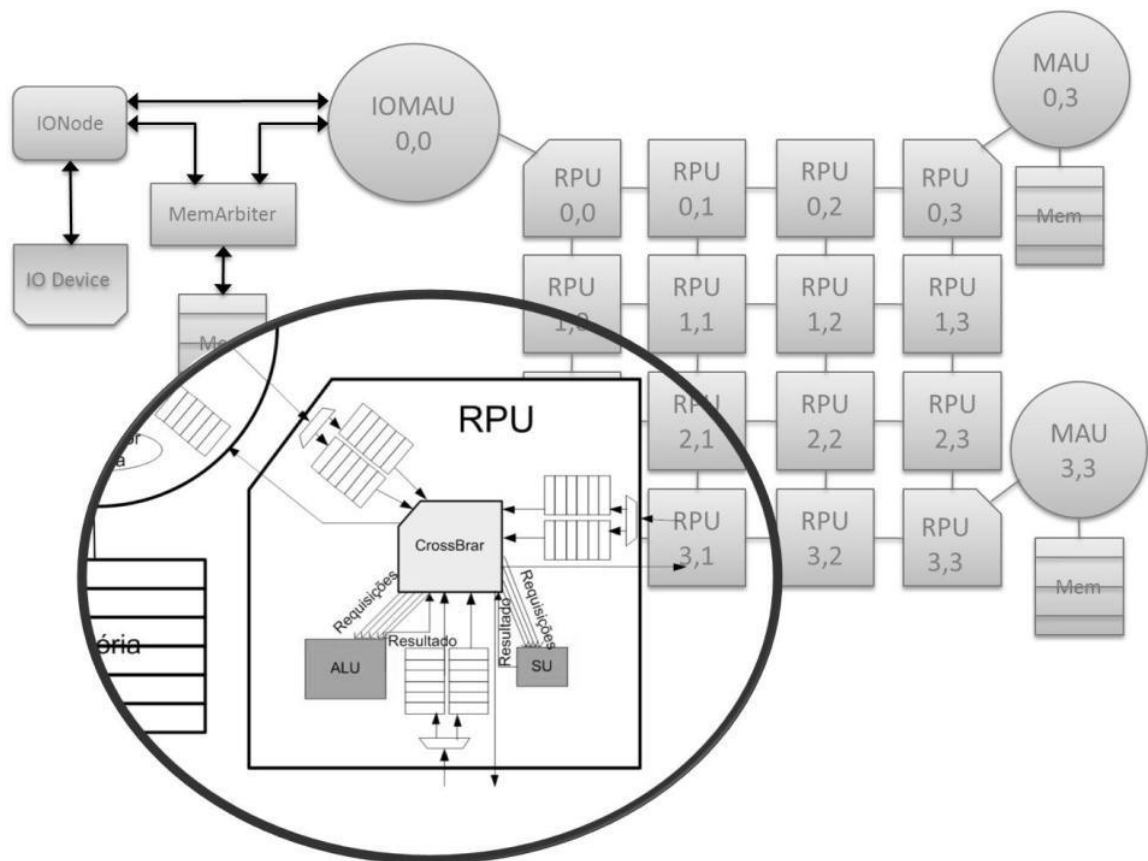 MAU
0,3
IONode
IOMAU
0,0
RPU
0,0
RPU
0,1
RPU
0,2
RPU
0,3
Mem
MemArbiter
IO Device
RPU
1,0
RPU
1,1
RPU
1,2
RPU
1,3
RPU
RPU
2,1
RPU
2,2
RPU
2,3
MAU
3,3
CrossBrar
RPU
3,1
RPU
3,2
RPU
3,3
Mem
Requisições
Resultado
Resultado
Requisições
ALU
SU
ória